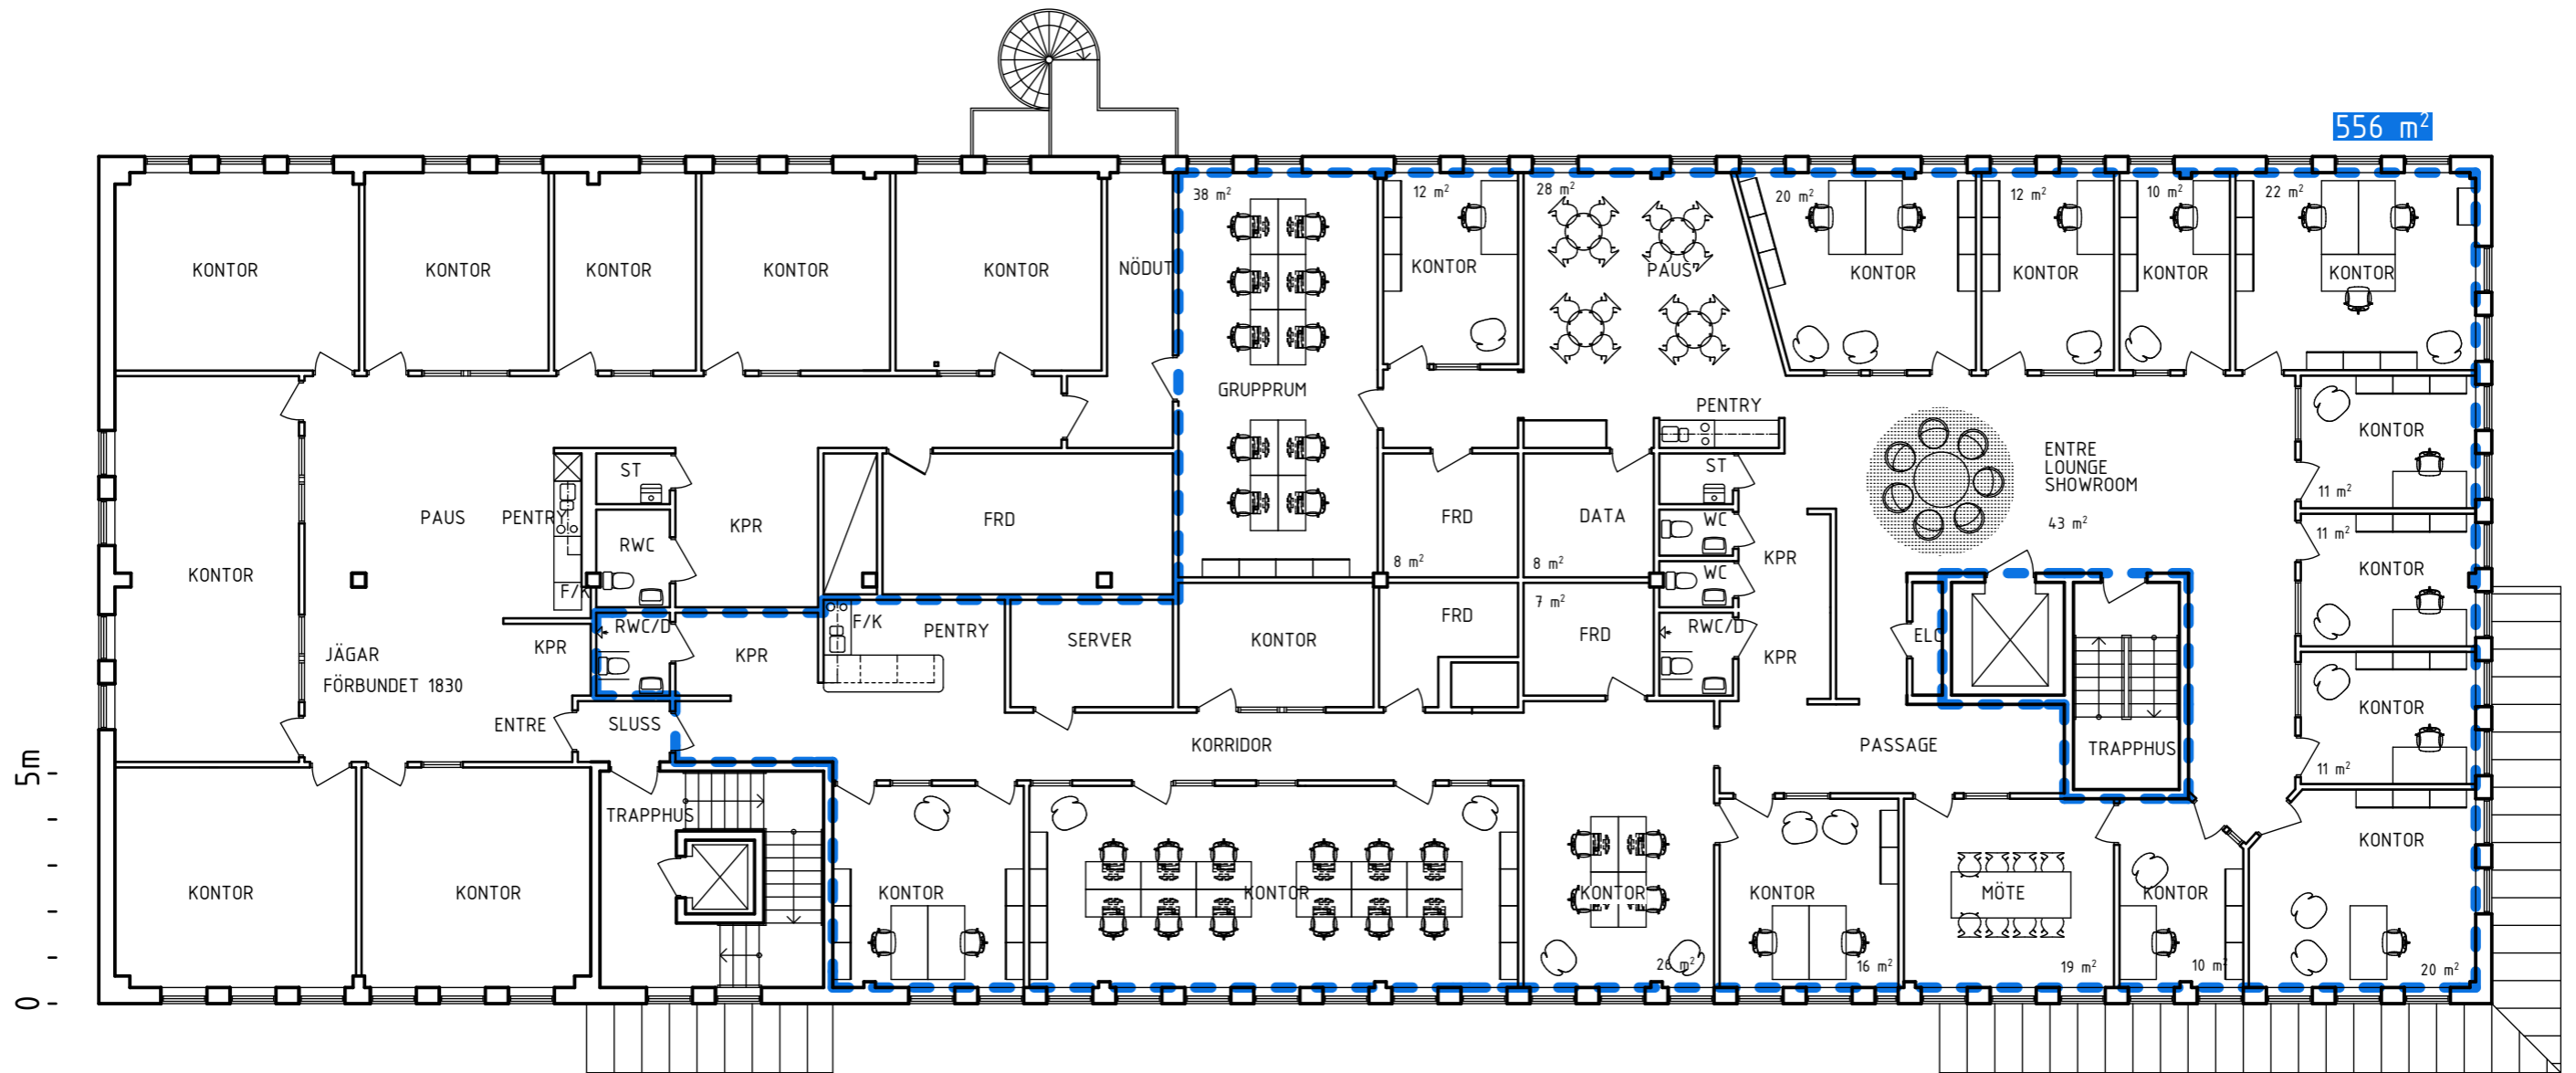 556 m²
38 m²
12 m²
28 m²
20 m²
12 m²
10 m²
22 m²
KONTOR
KONTOR
KONTOR
KONTOR
KONTOR
NÖDUT
KONTOR
PAUS
KONTOR
KONTOR
KONTOR
KONTOR
GRUPPRUM
PENTRY
KONTOR
ENTRE
LOUNGE
SHOWROOM
43 m²
11 m²
ST
ST
PAUS
PENTRY
KPR
FRD
FRD
DATA
WC
RWC
KPR
8 m²
8 m²
11 m²
KONTOR
WC
KONTOR
F/K
7 m²
RWC/D
F/K
PENTRY
SERVER
KONTOR
FRD
FRD
RWC/D
ELC
KPR
KPR
KPR
JÄGAR
FÖRBUNDET 1830
KONTOR
ENTRE
SLUSS
KORRIDOR
PASSAGE
TRAPPHUS
11 m²
5m
TRAPPHUS
KONTOR
KONTOR
KONTOR
KONTOR
KONTOR
KONTOR
KONTOR
MÖTE
KONTOR
26 m²
16 m²
19 m²
10 m²
20 m²
0